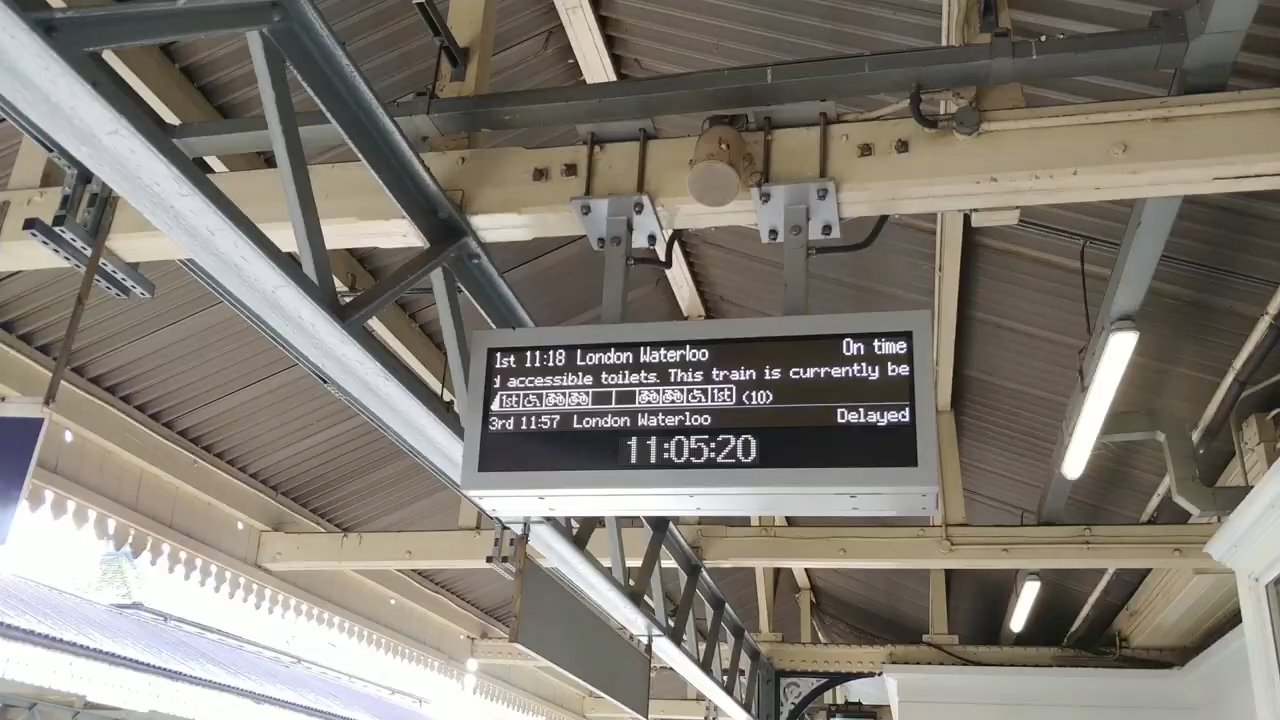 1st 11:18 London Waterloo On time
accessible toilets. This train is currently be
1st 1st (10)
3rd 11:57 London Waterloo Delayed
11:05:20